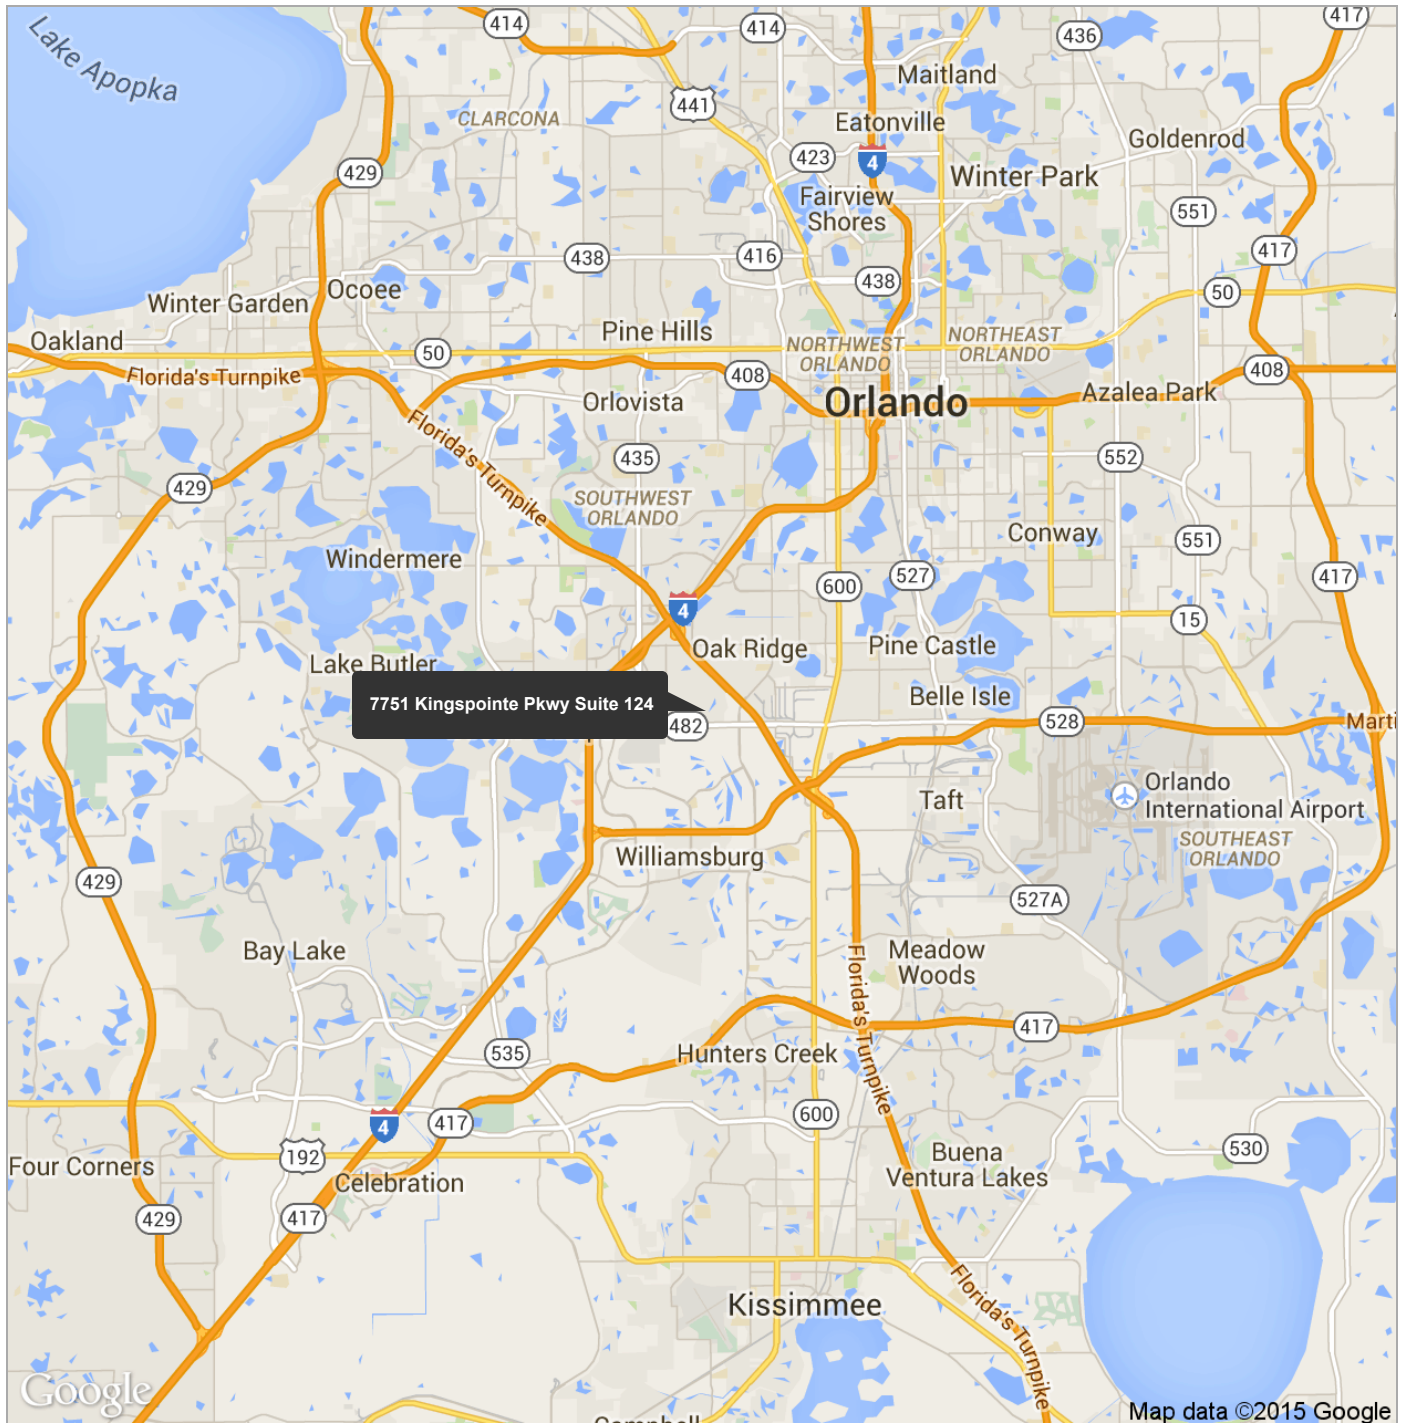 414
414
417
436
Lake Apopka
Maitland
441
CLARCONA
Eatonville
Goldenrod
423
4
429
Winter Park
Fairview
Shores
551
417
438
416
438
Ocoee
50
Winter Garden
Pine Hills
NORTHEAST
ORLANDO
Oakland
NORTHWEST
ORLANDO
50
Florida's Turnpike
408
408
Orlando
Azalea Park
Orlovista
Florida's Turnpike
435
552
429
SOUTHWEST
ORLANDO
Conway
551
Windermere
527
417
600
4
15
Oak Ridge
Pine Castle
Lake Butler
Belle Isle
7751 Kingspointe Pkwy Suite 124
482
528
Marti
Orlando
International Airport
Taft
SOUTHEAST
ORLANDO
Williamsburg
429
527A
Bay Lake
Meadow
Woods
Florida's Turnpike
417
535
Hunters Creek
600
4
417
530
192
Four Corners
Buena
Ventura Lakes
Celebration
429
417
Florida's Turnpike
Kissimmee
Google
Campbell
Map data ©2015 Google